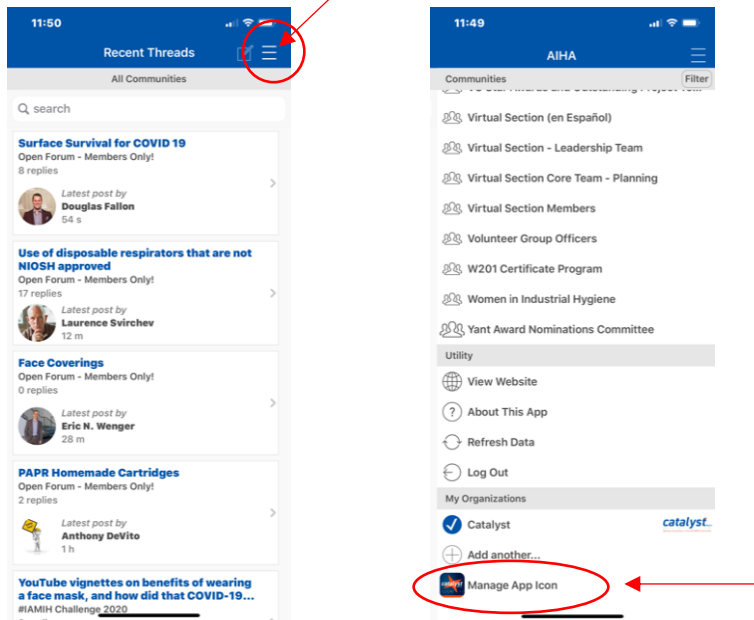 11:50
Recent Threads
All Communities
search
Surface Survival for COVID 19
Open Forum - Members Only!
8 replies
Latest post by
Douglas Fallon
54 s
Use of disposable respirators that are not
NIOSH approved
Open Forum - Members Only!
17 replies
Latest post by
Laurence Svirchev
12 m
Face Coverings
Open Forum - Members Only!
0 replies
Latest post by
Eric N. Wenger
28 m
PAPR Homemade Cartridges
Open Forum - Members Only!
2 replies
Latest post by
Anthony DeVito
1 h
YouTube vignettes on benefits of wearing
a face mask, and how did that COVID-19...
#IAMIH Challenge 2020
11:49
AIHA
Communities
Filter
Virtual Section (en Español)
Virtual Section - Leadership Team
Virtual Section Core Team - Planning
Virtual Section Members
Volunteer Group Officers
W201 Certificate Program
Women in Industrial Hygiene
Yant Award Nominations Committee
Utility
View Website
About This App
Refresh Data
Log Out
My Organizations
Catalyst
catalyst...
Add another...
Manage App Icon